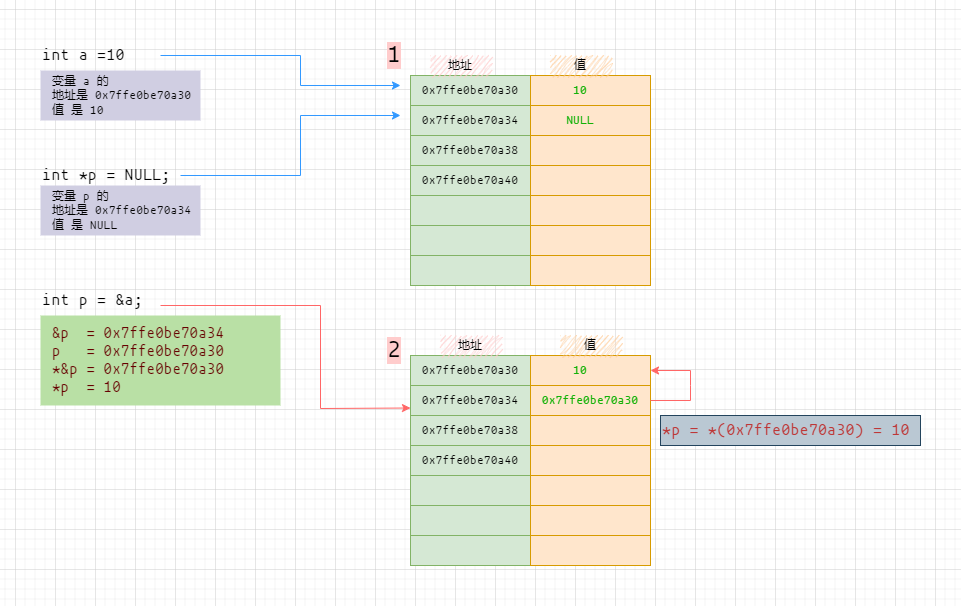 int a =10
变量 a 的
地址是 0x7ffe0be70a30
值 是 10
int *p = NULL;
变量 p 的
地址是 0x7ffe0be70a34
值 是 NULL
1
地址 值
0x7ffe0be70a30 10
0x7ffe0be70a34 NULL
0x7ffe0be70a38
0x7ffe0be70a40
int p = &a;
&p = 0x7ffe0be70a34
p = 0x7ffe0be70a30
*&p = 0x7ffe0be70a30
*p = 10
2
地址 值
0x7ffe0be70a30 10
0x7ffe0be70a34 0x7ffe0be70a30
0x7ffe0be70a38
0x7ffe0be70a40
*p = *(0x7ffe0be70a30) = 10